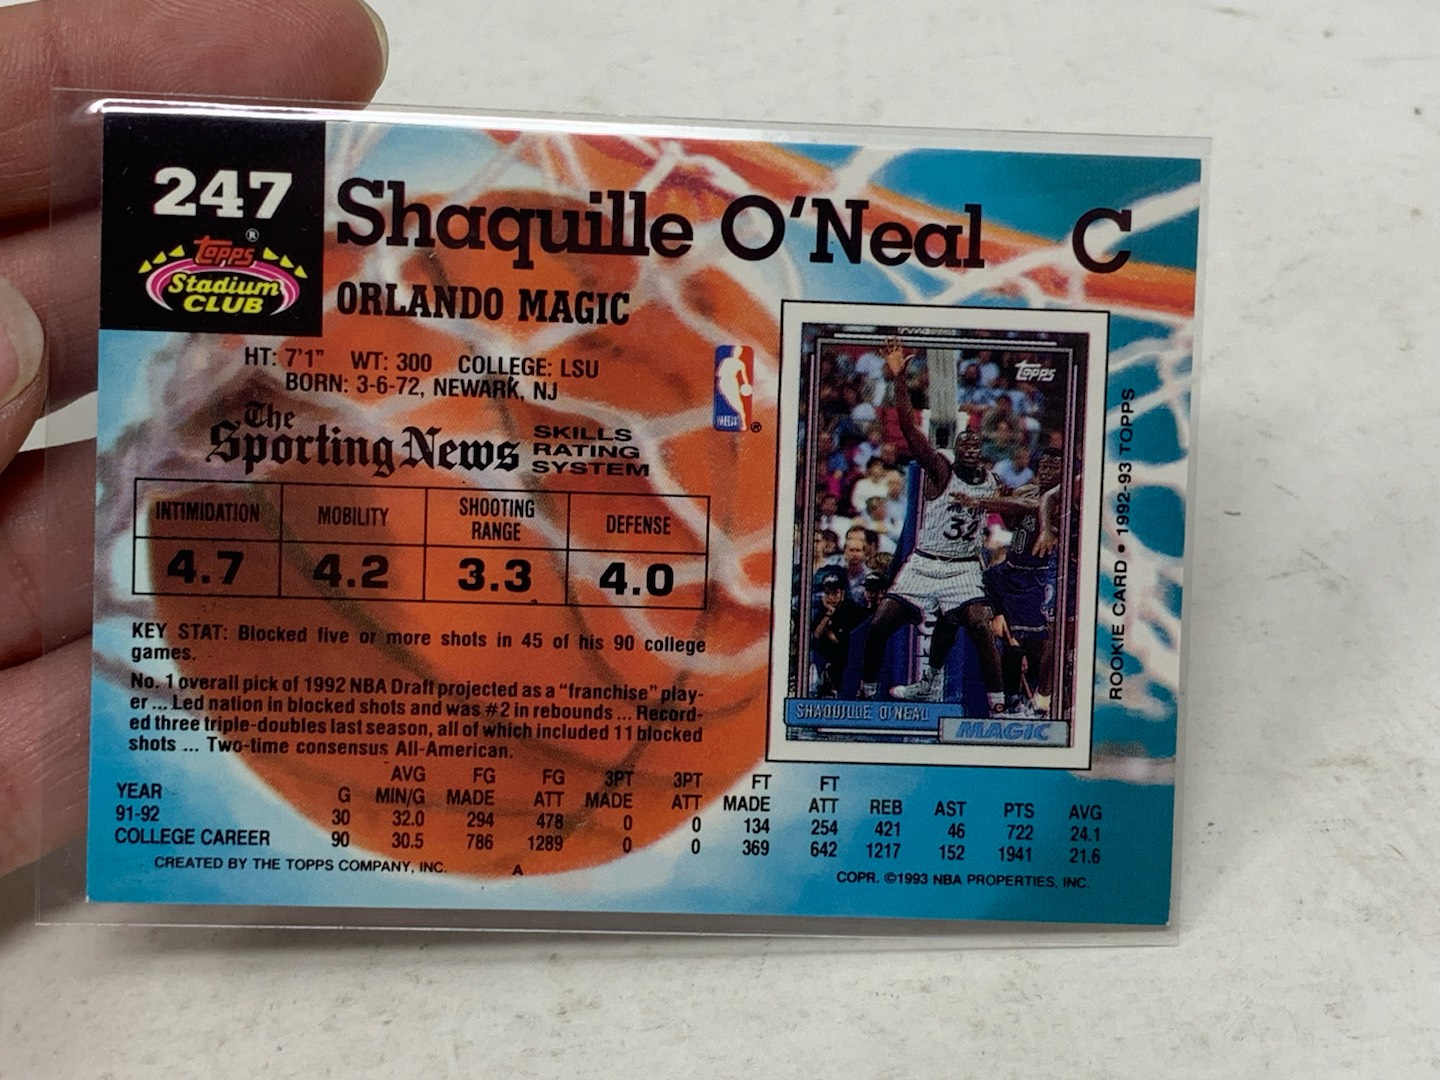 247
Topps®
Stadium
CLUB
Shaquille O'Neal C
ORLANDO MAGIC
HT: 7'1" WT: 300 COLLEGE: LSU
BORN: 3-6-72, NEWARK, NJ
The
Sporting News
SKILLS
RATING
SYSTEM
NBA®
INTIMIDATION MOBILITY SHOOTING RANGE DEFENSE
4.7 4.2 3.3 4.0
KEY STAT: Blocked five or more shots in 45 of his 90 college
games.
No. 1 overall pick of 1992 NBA Draft projected as a "franchise" play-
er ... Led nation in blocked shots and was #2 in rebounds ... Record-
ed three triple-doubles last season, all of which included 11 blocked
shots ... Two-time consensus All-American.
Topps
32
SHAQUILLE O'NEAL
MAGIC
ROOKIE CARD • 1992-93 TOPPS
AVG FG FG 3PT 3PT FT FT
YEAR G MIN/G MADE ATT MADE ATT MADE ATT REB AST PTS AVG
91-92 30 32.0 294 478 0 0 134 254 421 46 722 24.1
COLLEGE CAREER 90 30.5 786 1289 0 0 369 642 1217 152 1941 21.6
CREATED BY THE TOPPS COMPANY, INC. A COPR. ©1993 NBA PROPERTIES, INC.